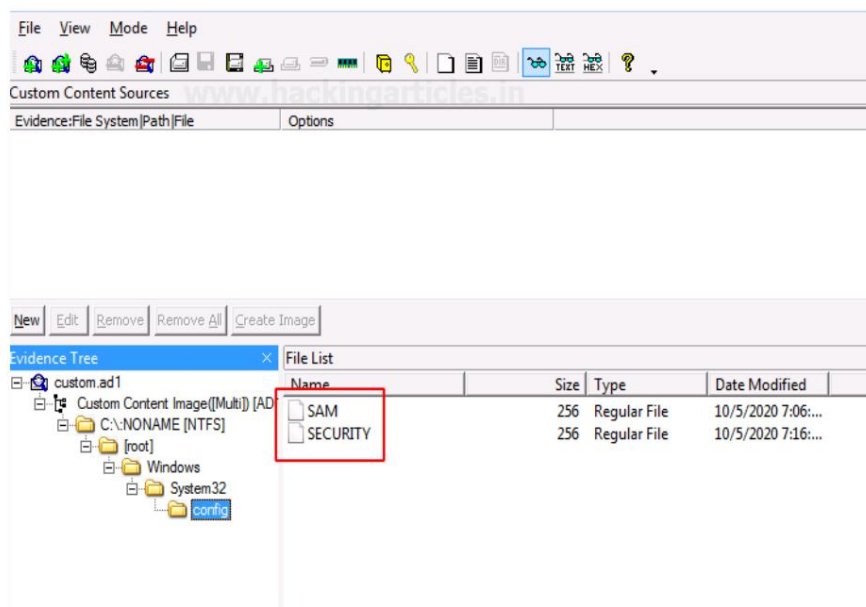 File View Mode Help
TEXT HEX ?
Custom Content Sources
www.hackingarticles.in
Evidence:File System|Path|File Options
New Edit Remove Remove All Create Image
Evidence Tree × File List
custom.ad1 Name Size Type Date Modified
Custom Content Image([Multi]) [AD
SAM 256 Regular File 10/5/2020 7:06:...
C:\:NONAME [NTFS]
SECURITY 256 Regular File 10/5/2020 7:16:...
[root]
Windows
System32
config